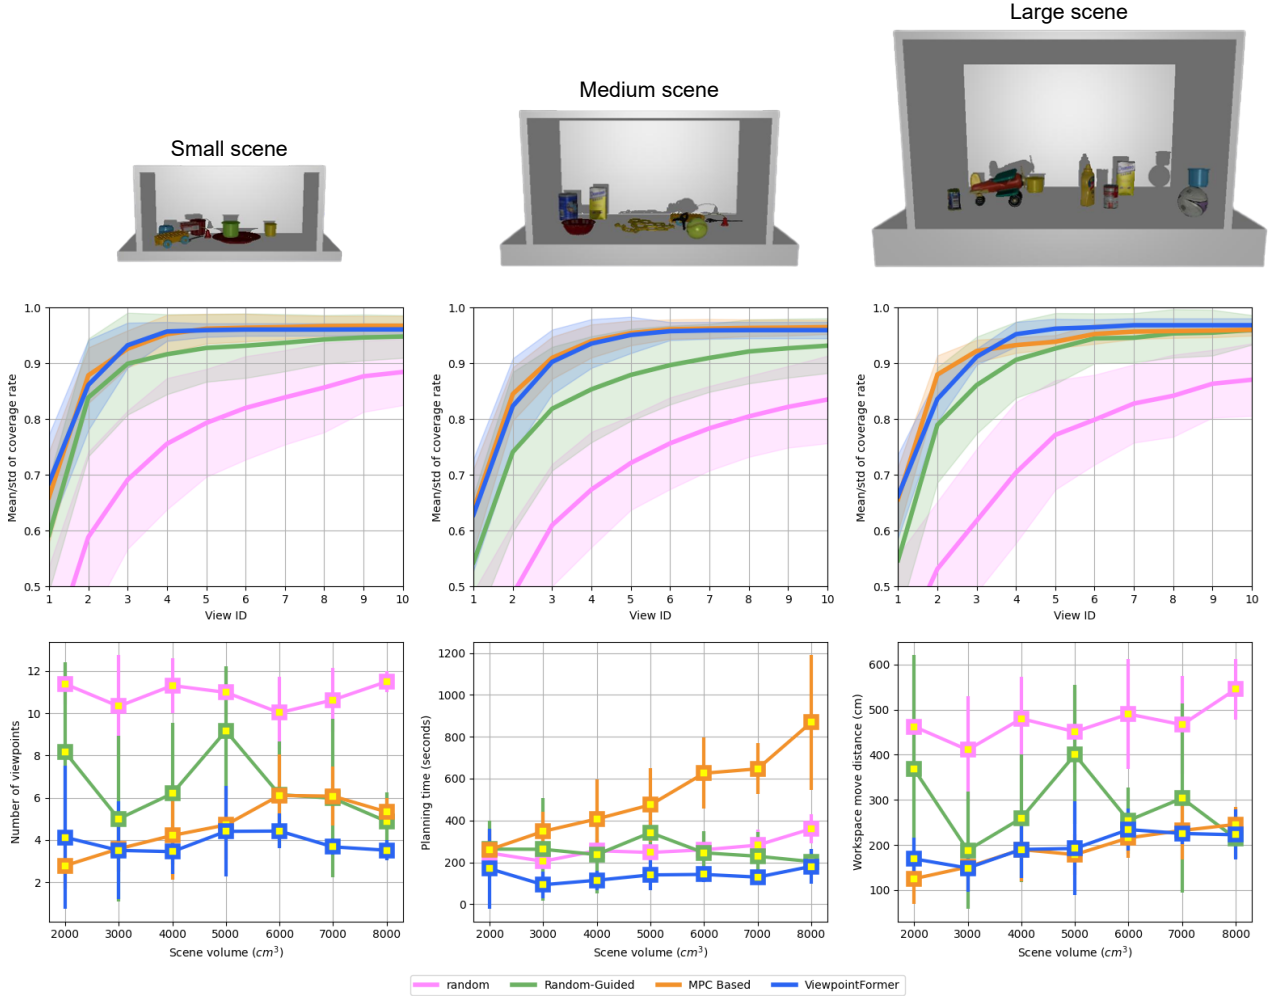 Large scene
Medium scene
Small scene
Mean/std of coverage rate
1.0
0.9
0.8
0.7
0.6
0.5
1 2 3 4 5 6 7 8 9 10
View ID
Mean/std of coverage rate
1.0
0.9
0.8
0.7
0.6
0.5
1 2 3 4 5 6 7 8 9 10
View ID
Mean/std of coverage rate
1.0
0.9
0.8
0.7
0.6
0.5
1 2 3 4 5 6 7 8 9 10
View ID
Number of viewpoints
12
10
8
6
4
2
2000 3000 4000 5000 6000 7000 8000
Scene volume (cm³)
Planning time (seconds)
1200
1000
800
600
400
200
0
2000 3000 4000 5000 6000 7000 8000
Scene volume (cm³)
Workspace move distance (cm)
600
500
400
300
200
100
2000 3000 4000 5000 6000 7000 8000
Scene volume (cm³)
random Random-Guided MPC Based ViewpointFormer